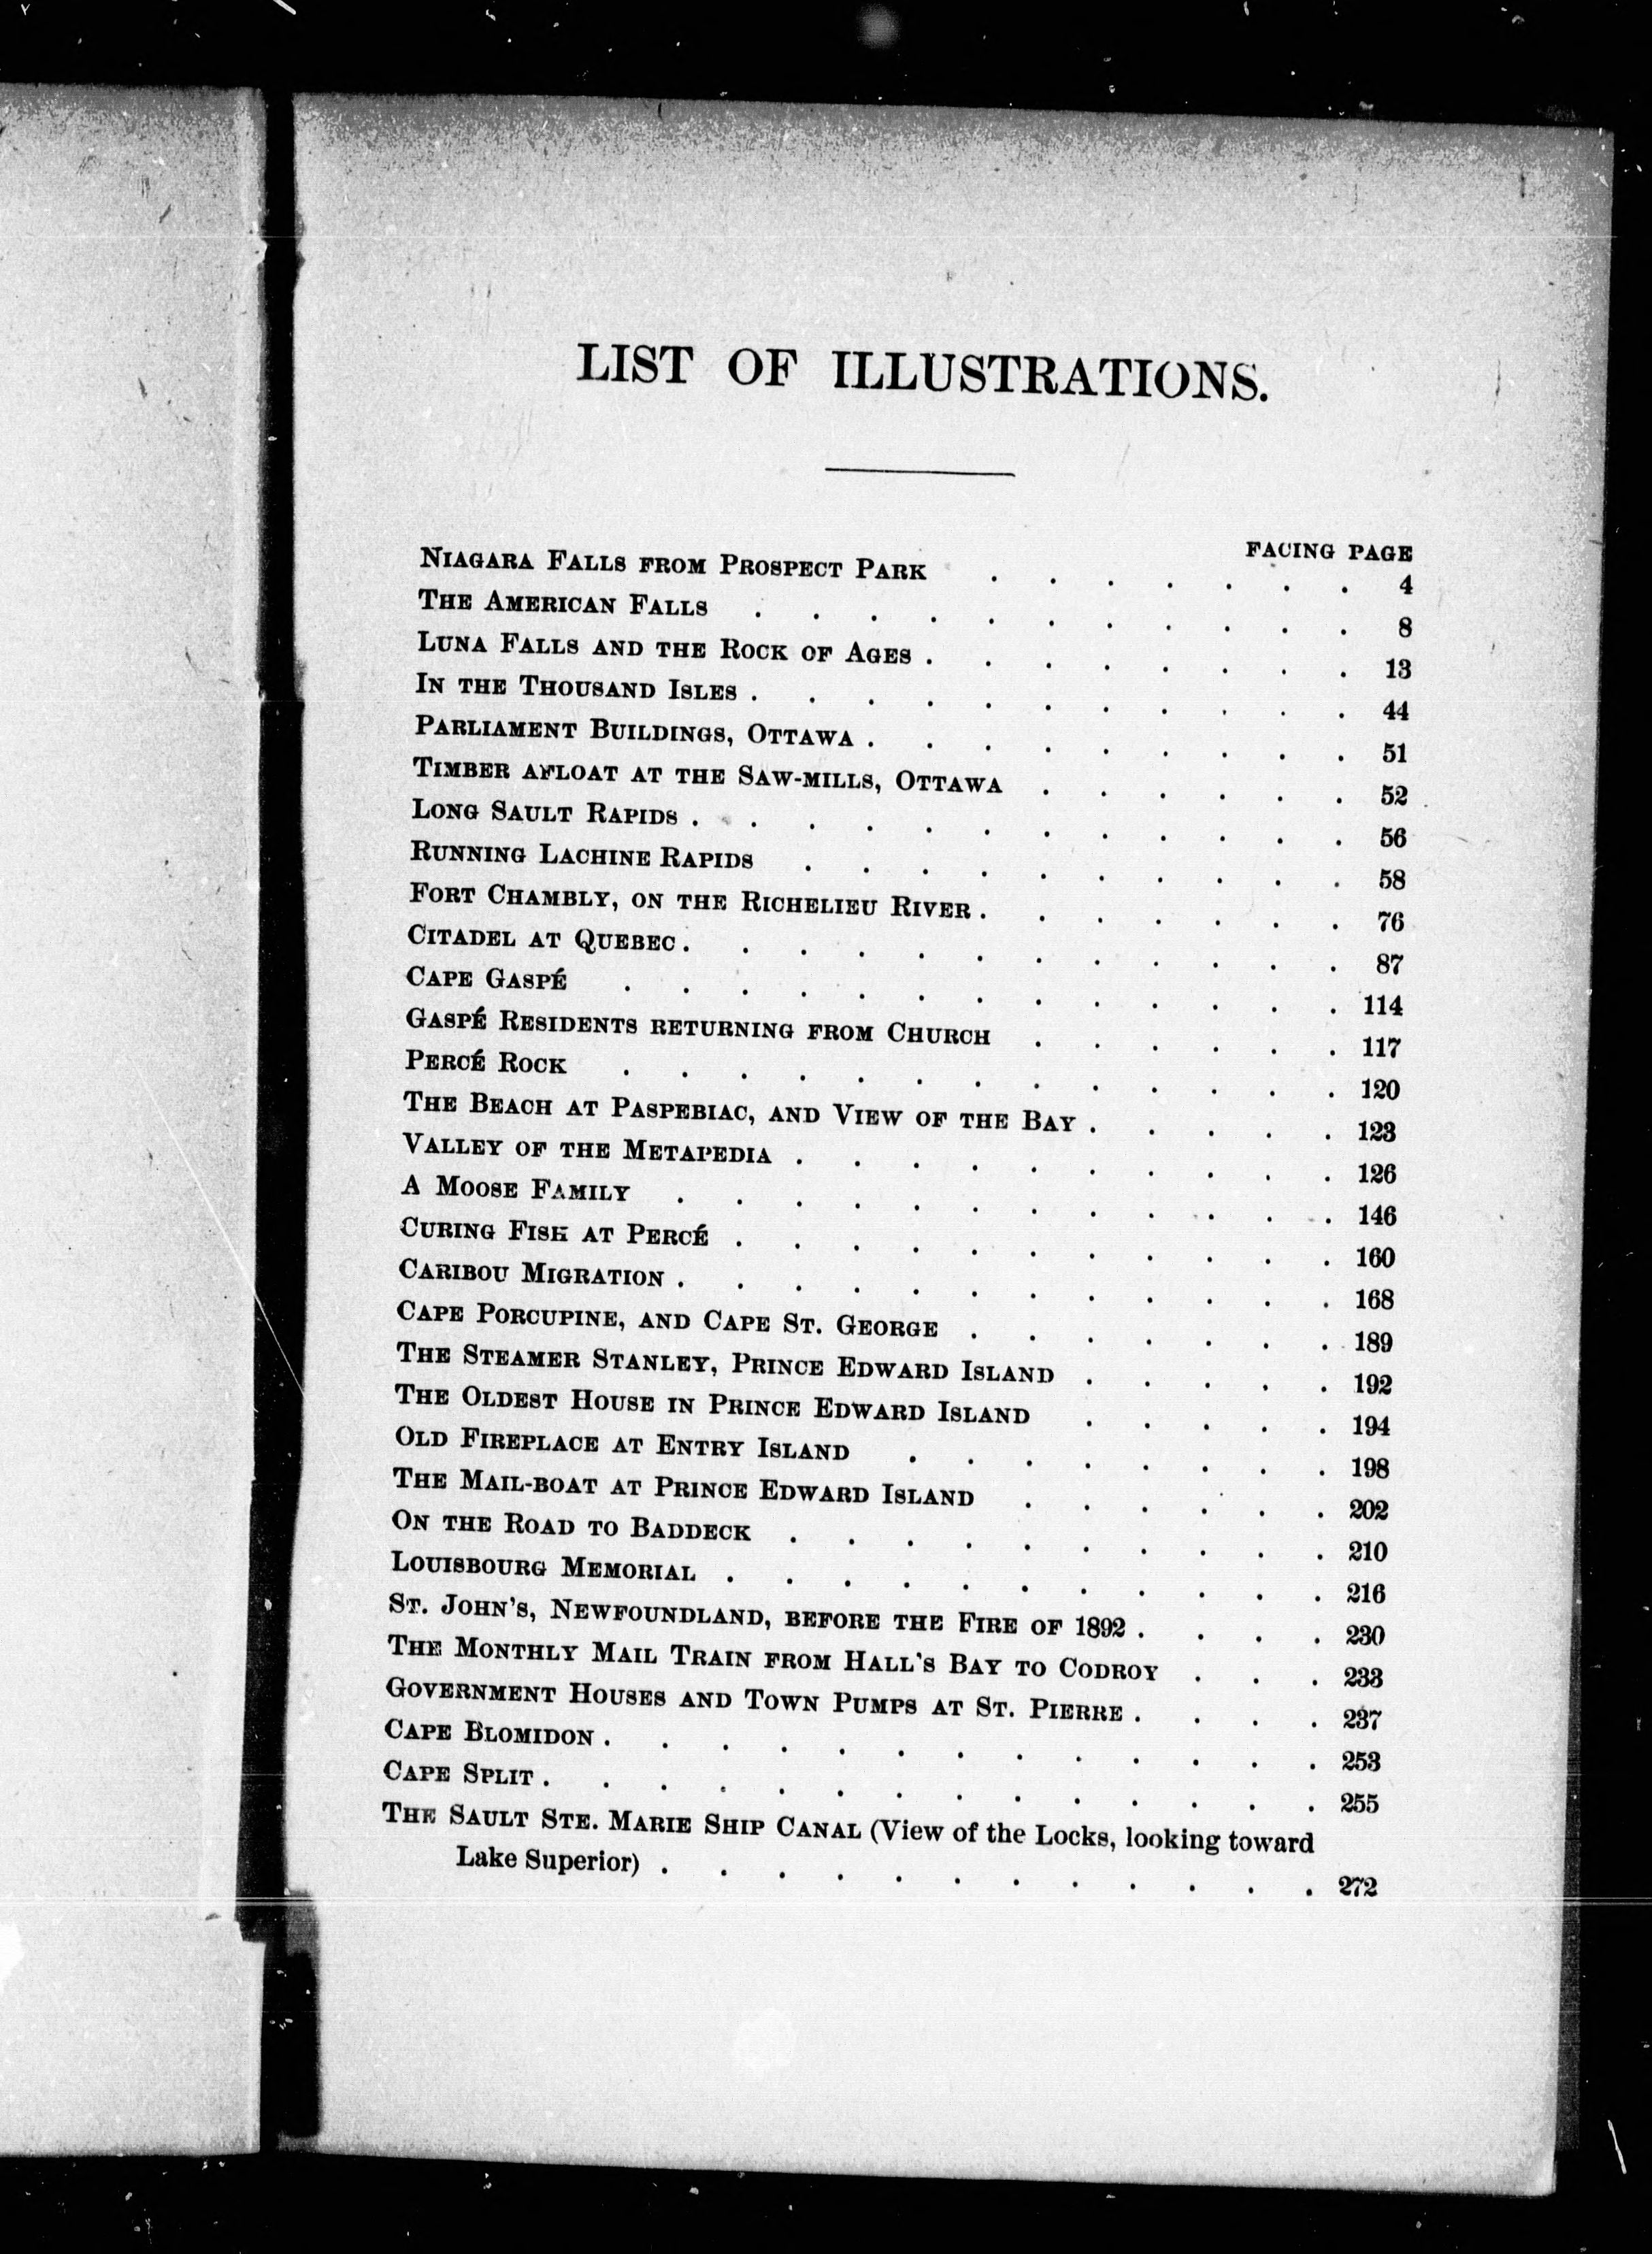 LIST OF ILLUSTRATIONS.
FACING PAGE
NIAGARA FALLS FROM PROSPECT PARK . . . . . . . 4
THE AMERICAN FALLS . . . . . . . . . . . 8
LUNA FALLS AND THE ROCK OF AGES . . . . . . . . 13
IN THE THOUSAND ISLES . . . . . . . . . . . 44
PARLIAMENT BUILDINGS, OTTAWA . . . . . . . . . 51
TIMBER AFLOAT AT THE SAW-MILLS, OTTAWA . . . . . . 52
LONG SAULT RAPIDS . . . . . . . . . . . . 56
RUNNING LACHINE RAPIDS . . . . . . . . . . 58
FORT CHAMBLY, ON THE RICHELIEU RIVER . . . . . . . 76
CITADEL AT QUEBEC . . . . . . . . . . . . 87
CAPE GASPÉ . . . . . . . . . . . . . 114
GASPÉ RESIDENTS RETURNING FROM CHURCH . . . . . . 117
PERCÉ ROCK . . . . . . . . . . . . . 120
THE BEACH AT PASPEBIAC, AND VIEW OF THE BAY . . . . . 123
VALLEY OF THE METAPEDIA . . . . . . . . . . 126
A MOOSE FAMILY . . . . . . . . . . . . 146
CURING FISH AT PERCÉ . . . . . . . . . . . 160
CARIBOU MIGRATION . . . . . . . . . . . . 168
CAPE PORCUPINE, AND CAPE ST. GEORGE . . . . . . . 189
THE STEAMER STANLEY, PRINCE EDWARD ISLAND . . . . . 192
THE OLDEST HOUSE IN PRINCE EDWARD ISLAND . . . . . 194
OLD FIREPLACE AT ENTRY ISLAND . . . . . . . . 198
THE MAIL-BOAT AT PRINCE EDWARD ISLAND . . . . . . 202
ON THE ROAD TO BADDECK . . . . . . . . . . 210
LOUISBOURG MEMORIAL . . . . . . . . . . . 216
ST. JOHN'S, NEWFOUNDLAND, BEFORE THE FIRE OF 1892 . . . . 230
THE MONTHLY MAIL TRAIN FROM HALL'S BAY TO CODROY . . . 233
GOVERNMENT HOUSES AND TOWN PUMPS AT ST. PIERRE . . . . 237
CAPE BLOMIDON . . . . . . . . . . . . . 253
CAPE SPLIT . . . . . . . . . . . . . . 255
THE SAULT STE. MARIE SHIP CANAL (View of the Locks, looking toward
Lake Superior) . . . . . . . . . . . . 272